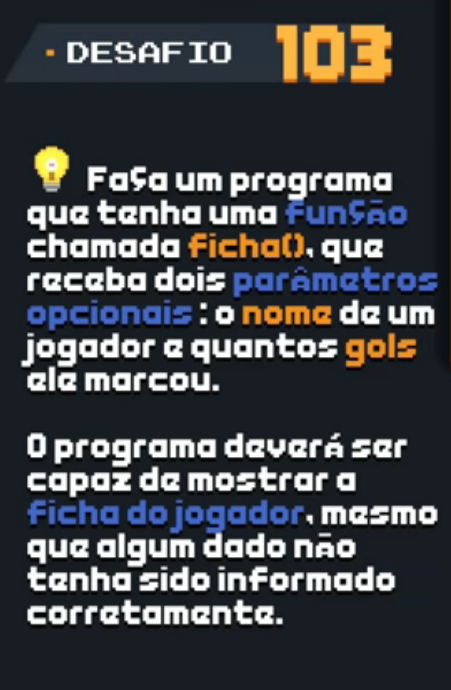 DESAFIO 103
Faça um programa
que tenha uma função
chamada ficha(), que
receba dois parâmetros
opcionais: o nome de um
jogador e quantos gols
ele marcou.
O programa deverá ser
capaz de mostrar a
ficha do jogador, mesmo
que algum dado não
tenha sido informado
corretamente.